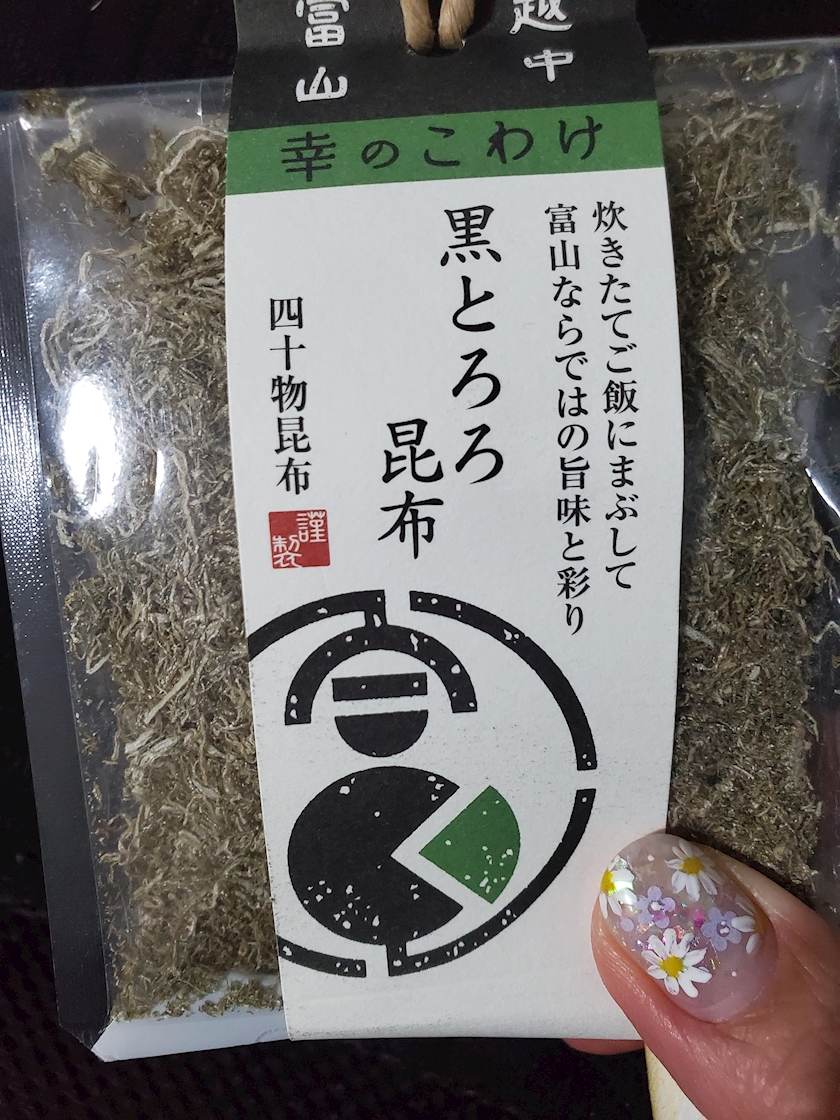 越中
富山
幸のこわけ
炊きたてご飯にまぶして
富山ならではの旨味と彩り
黒とろろ
昆布
四十物昆布
謹製